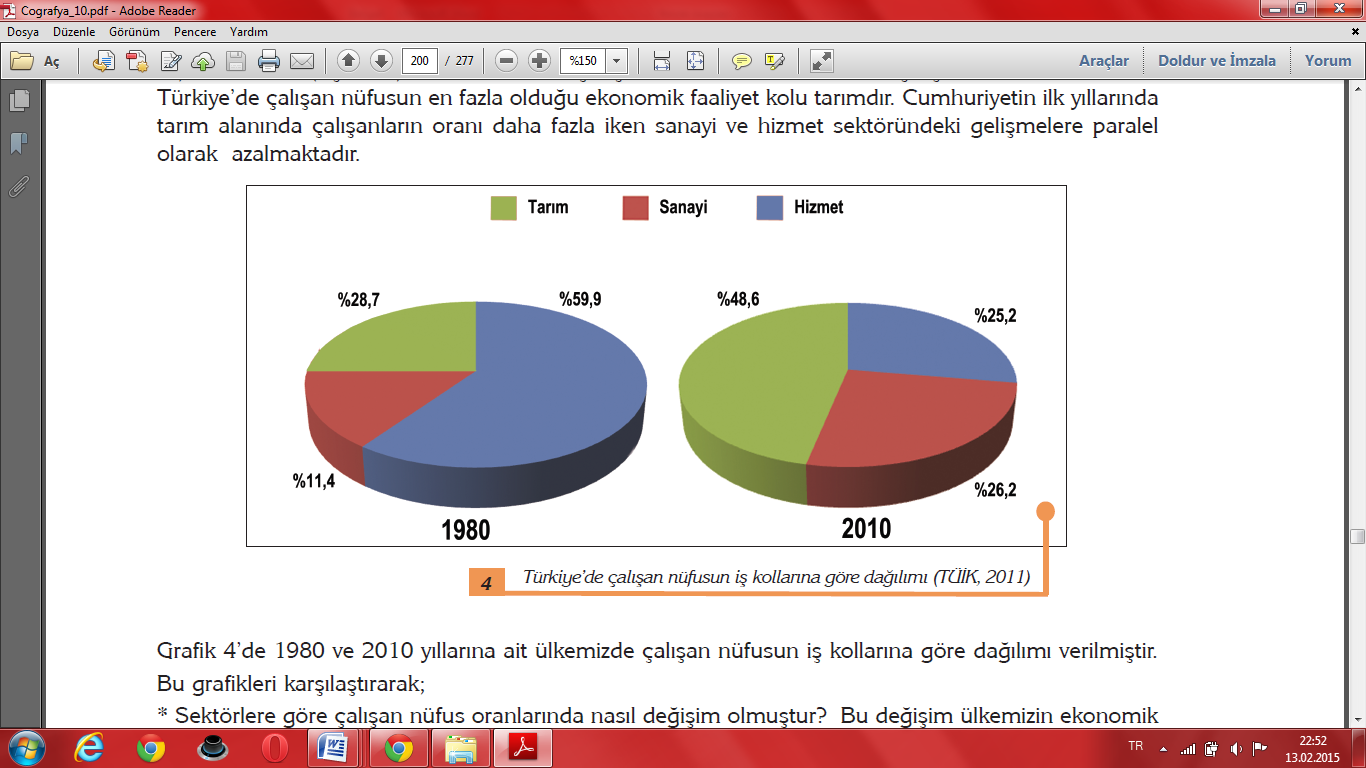 Cografya_10.pdf - Adobe Reader
Dosya Düzenle Görünüm Pencere Yardım
Aç 200 / 277 %150 Araçlar Doldur ve İmzala Yorum
Türkiye'de çalışan nüfusun en fazla olduğu ekonomik faaliyet kolu tarımdır. Cumhuriyetin ilk yıllarında
tarım alanında çalışanların oranı daha fazla iken sanayi ve hizmet sektöründeki gelişmelere paralel
olarak azalmaktadır.
Tarım Sanayi Hizmet
%28,7 %59,9 %48,6 %25,2
%11,4 %26,2
1980 2010
4 Türkiye'de çalışan nüfusun iş kollarına göre dağılımı (TÜİK, 2011)
Grafik 4'de 1980 ve 2010 yıllarına ait ülkemizde çalışan nüfusun iş kollarına göre dağılımı verilmiştir.
Bu grafikleri karşılaştırarak;
* Sektörlere göre çalışan nüfus oranlarında nasıl değişim olmuştur? Bu değişim ülkemizin ekonomik
TR 22:52
13.02.2015